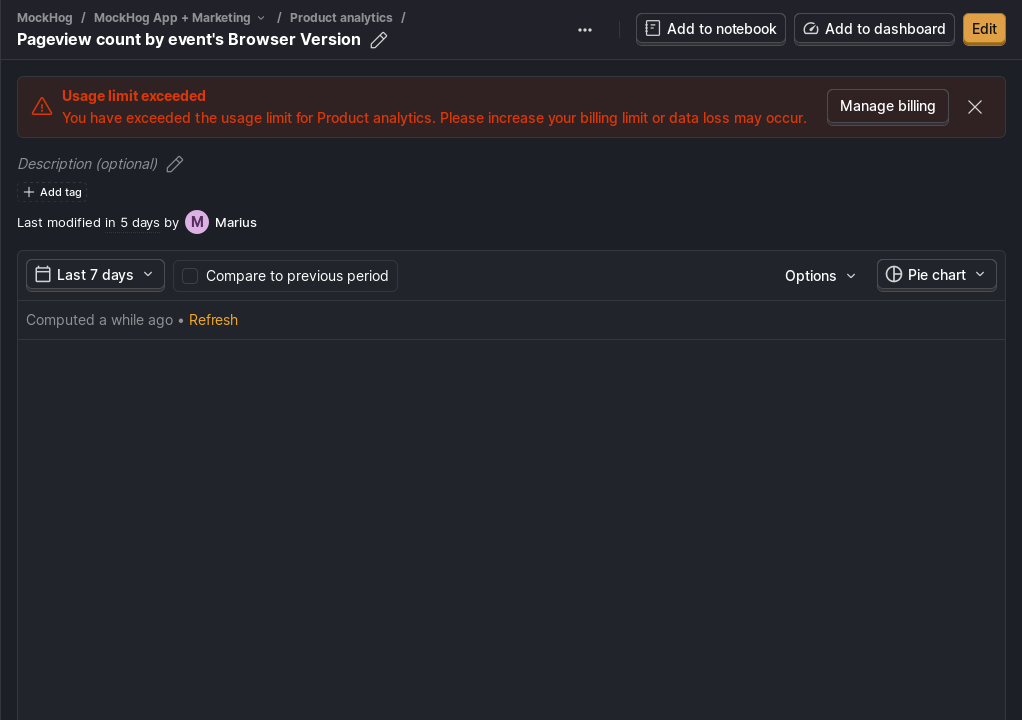 MockHog / MockHog App + Marketing / Product analytics /
Pageview count by event's Browser Version
Add to notebook
Add to dashboard
Edit
Usage limit exceeded
You have exceeded the usage limit for Product analytics. Please increase your billing limit or data loss may occur.
Manage billing
Description (optional)
Add tag
Last modified in 5 days by M Marius
Last 7 days
Compare to previous period
Options
Pie chart
Computed a while ago • Refresh